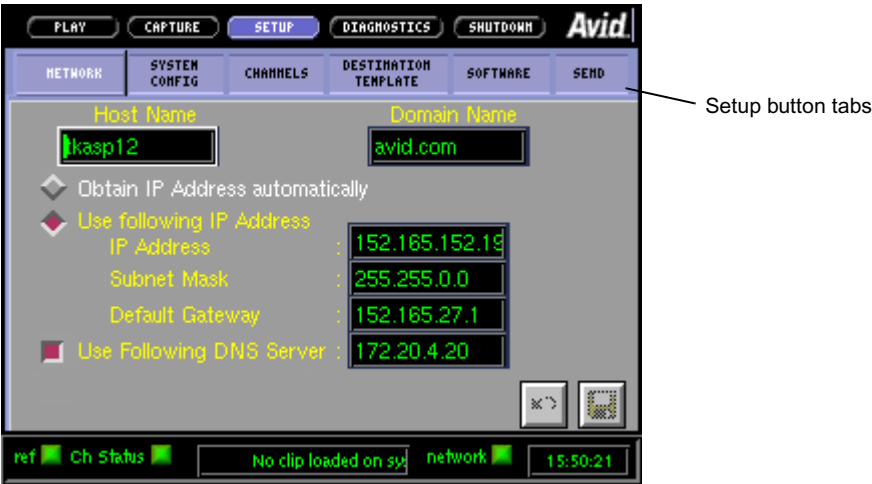 PLAY CAPTURE SETUP DIAGNOSTICS SHUTDOWN Avid
NETWORK SYSTEM CONFIG CHANNELS DESTINATION TEMPLATE SOFTWARE SEND
Setup button tabs
Host Name Domain Name
tkasp12 avid.com
Obtain IP Address automatically
Use following IP Address
IP Address : 152.165.152.19
Subnet Mask : 255.255.0.0
Default Gateway : 152.165.27.1
Use Following DNS Server : 172.20.4.20
ref Ch Status No clip loaded on sys network 15:50:21